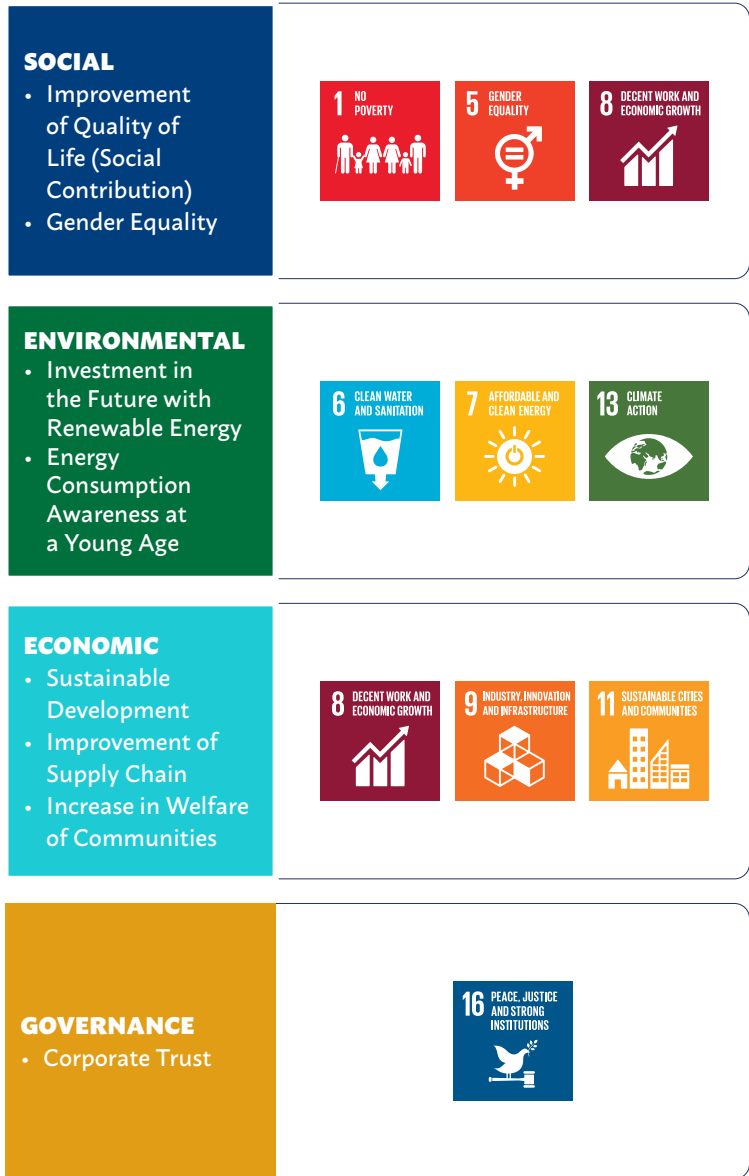 SOCIAL
• Improvement
of Quality of
Life (Social
Contribution)
• Gender Equality
1 NO
POVERTY
5 GENDER
EQUALITY
8 DECENT WORK AND
ECONOMIC GROWTH
ENVIRONMENTAL
• Investment in
the Future with
Renewable Energy
• Energy
Consumption
Awareness at
a Young Age
6 CLEAN WATER
AND SANITATION
7 AFFORDABLE AND
CLEAN ENERGY
13 CLIMATE
ACTION
ECONOMIC
• Sustainable
Development
• Improvement of
Supply Chain
• Increase in Welfare
of Communities
8 DECENT WORK AND
ECONOMIC GROWTH
9 INDUSTRY, INNOVATION
AND INFRASTRUCTURE
11 SUSTAINABLE CITIES
AND COMMUNITIES
GOVERNANCE
• Corporate Trust
16 PEACE, JUSTICE
AND STRONG
INSTITUTIONS